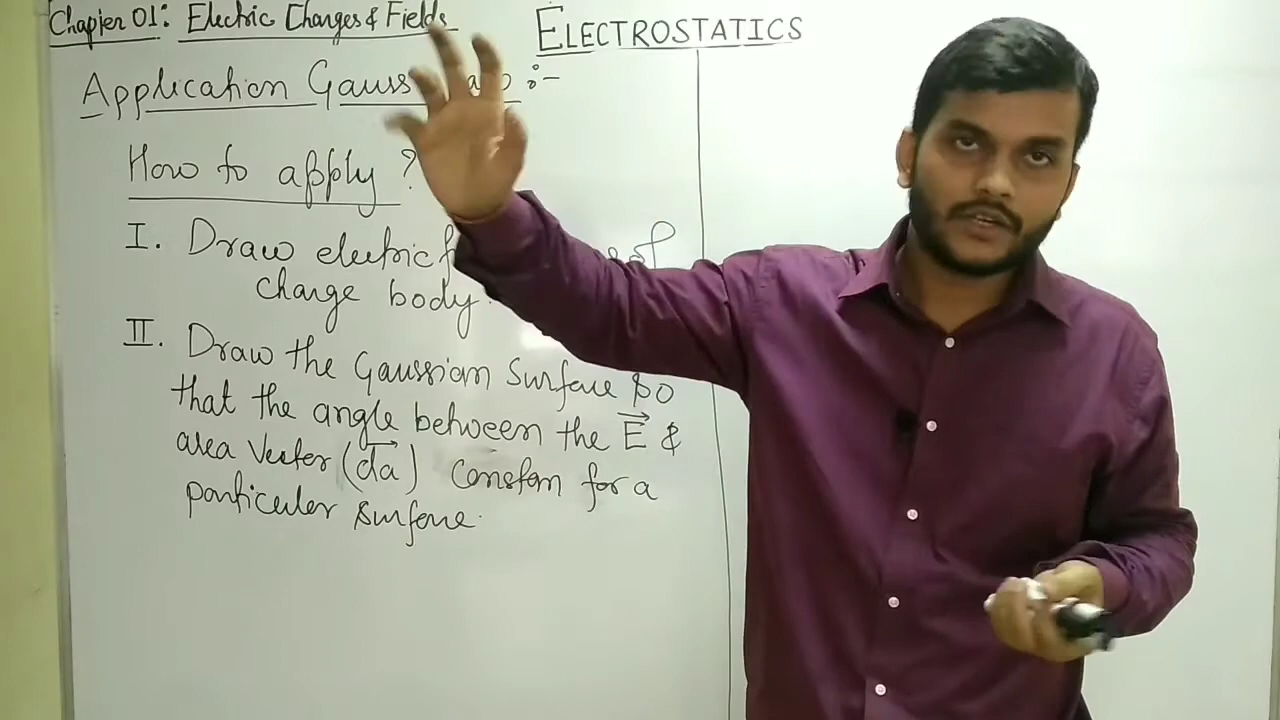 Chapter 01: Electric Charges & Fields
ELECTROSTATICS
Application Gauss :-
How to apply ?
I. Draw electric of
charge body.
II. Draw the Gaussian Surface so
that the angle between the E &
area Vector (da) Constan for a
particular surface.